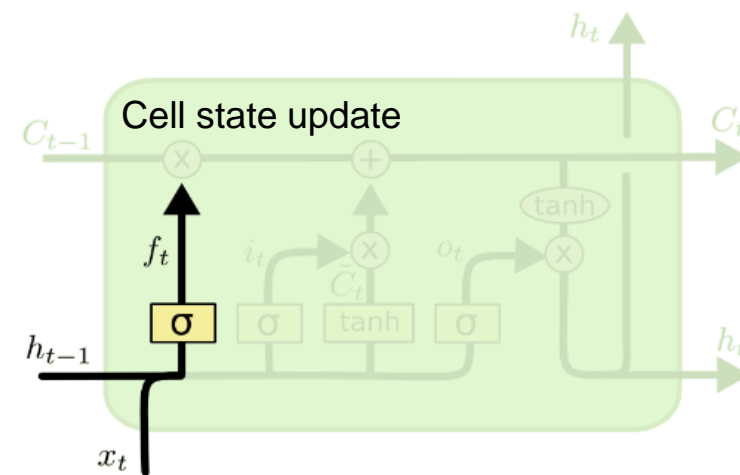 h_t
Cell state update
C_{t-1}
C_t
x
+
tanh
f_t
i_t
x
o_t
x
C̃_t
σ
σ
tanh
σ
h_{t-1}
h_t
x_t